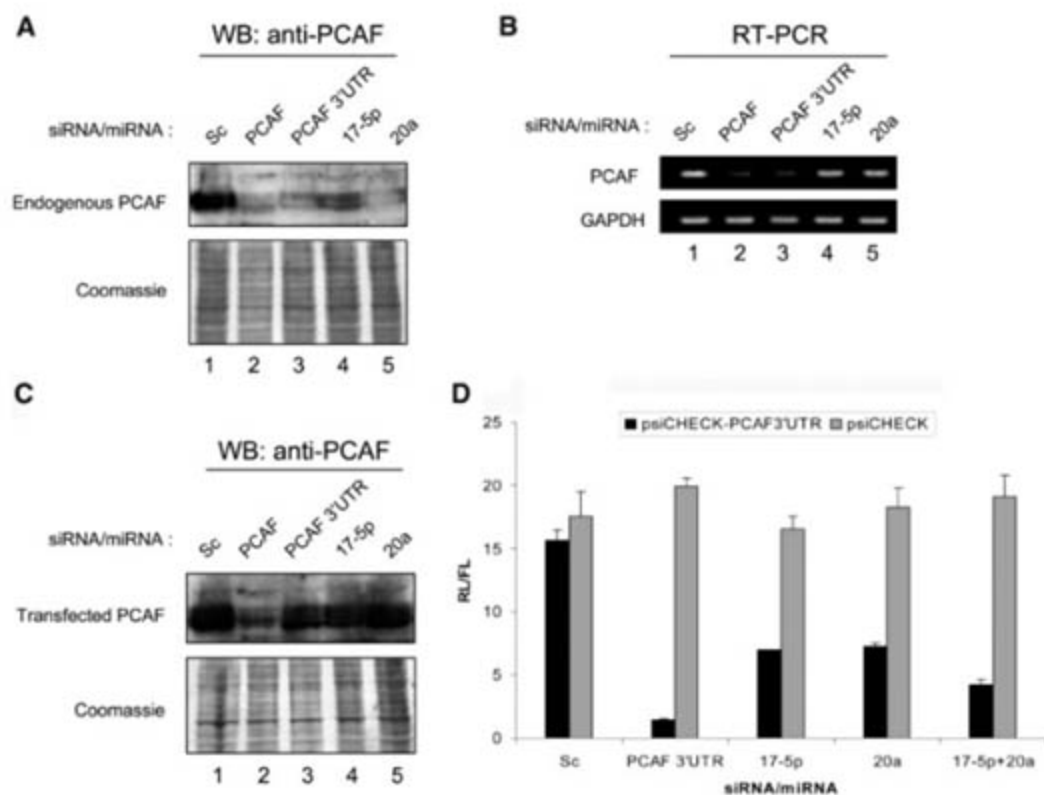 A
WB: anti-PCAF
siRNA/miRNA :
Sc
PCAF
PCAF 3'UTR
17-5p
20a
Endogenous PCAF
Coomassie
1 2 3 4 5
B
RT-PCR
siRNA/miRNA :
Sc
PCAF
PCAF 3'UTR
17-5p
20a
PCAF
GAPDH
1 2 3 4 5
C
WB: anti-PCAF
siRNA/miRNA :
Sc
PCAF
PCAF 3'UTR
17-5p
20a
Transfected PCAF
Coomassie
1 2 3 4 5
D
psiCHECK-PCAF3'UTR psiCHECK
25
20
15
10
5
0
RL/FL
Sc PCAF 3'UTR 17-5p 20a 17-5p+20a
siRNA/miRNA